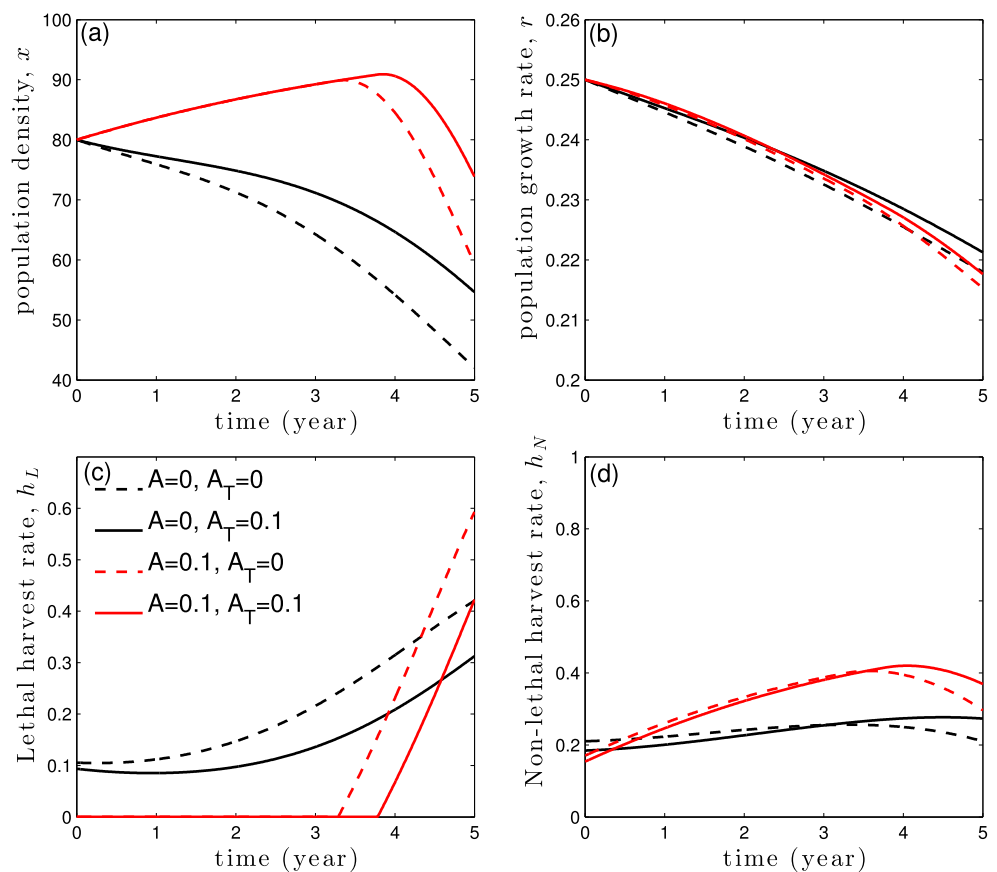 (a)
population density, x
100
90
80
70
60
50
40
0 1 2 3 4 5
time (year)
(b)
population growth rate, r
0.26
0.25
0.24
0.23
0.22
0.21
0.2
0 1 2 3 4 5
time (year)
(c)
Lethal harvest rate, h_L
0.6
0.5
0.4
0.3
0.2
0.1
0
A=0, A_T=0
A=0, A_T=0.1
A=0.1, A_T=0
A=0.1, A_T=0.1
0 1 2 3 4 5
time (year)
(d)
Non-lethal harvest rate, h_N
1
0.8
0.6
0.4
0.2
0
0 1 2 3 4 5
time (year)